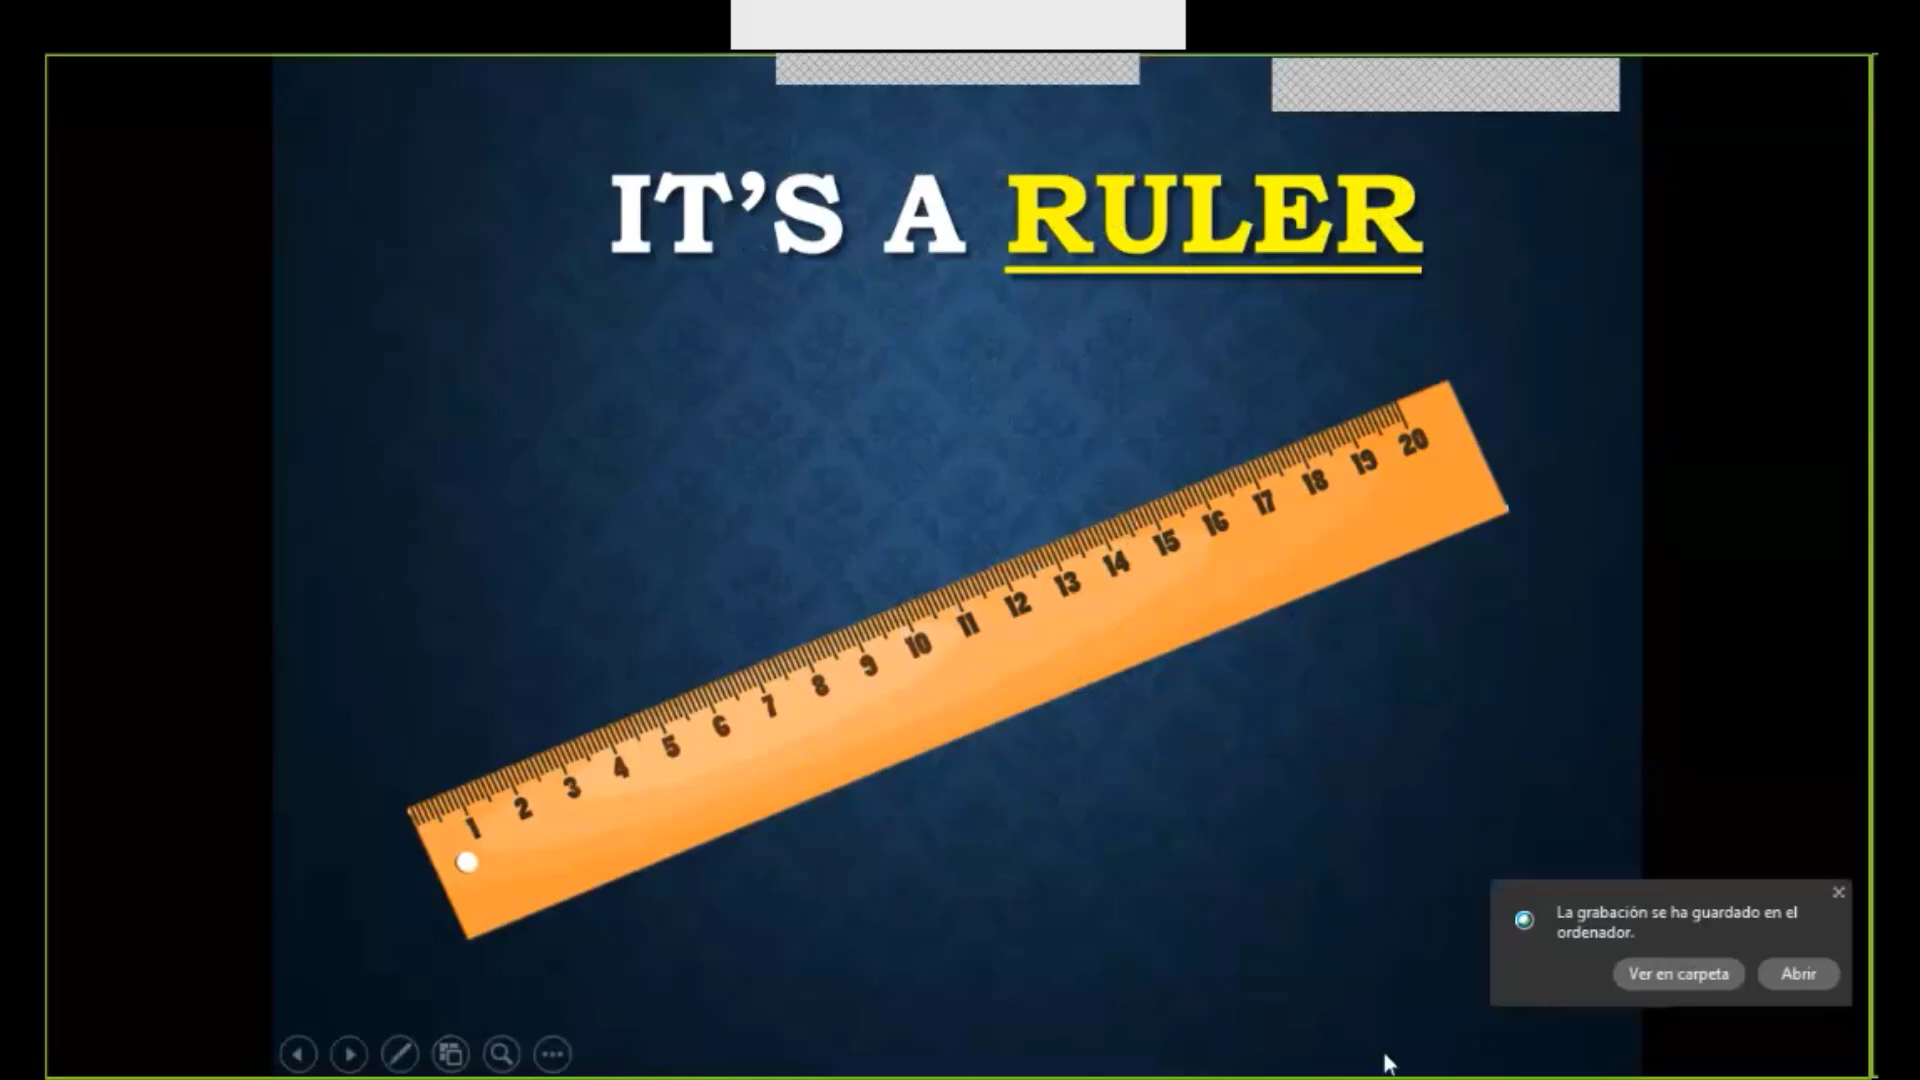 IT'S A RULER
1 2 3 4 5 6 7 8 9 10 11 12 13 14 15 16 17 18 19 20
La grabación se ha guardado en el
ordenador.
Ver en carpeta Abrir